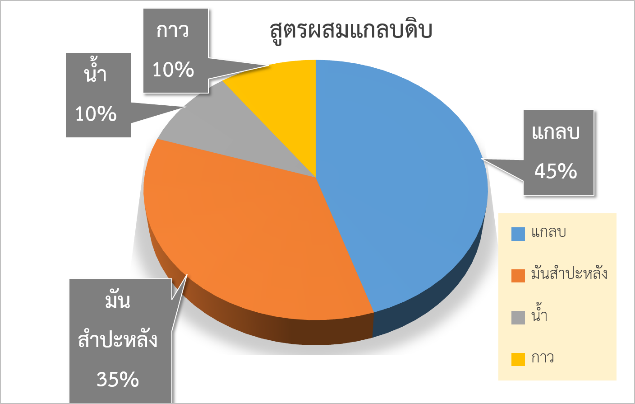 สูตรผสมแกลบดิบ
กาว
10%
น้ำ
10%
แกลบ
45%
มัน
สำปะหลัง
35%
แกลบ
มันสำปะหลัง
น้ำ
กาว